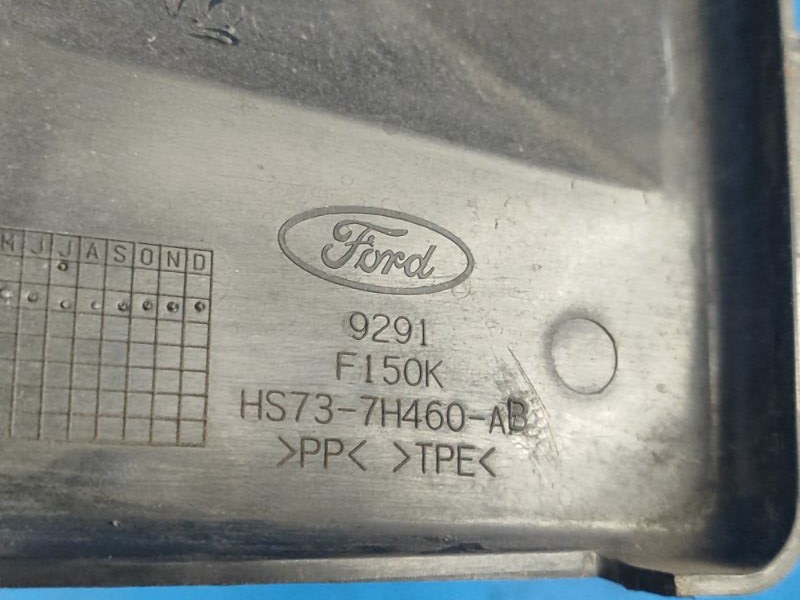 M J J A S O N D
Ford
9291
F150K
HS73-7H460-AB
>PP< >TPE<